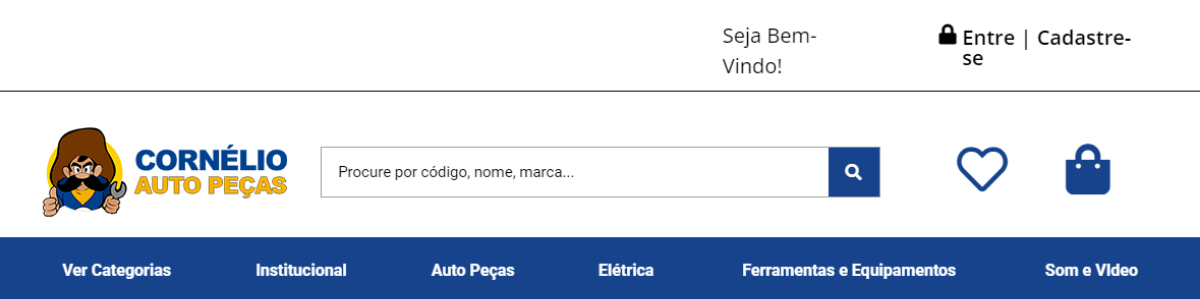 Seja Bem-
Vindo!
Entre | Cadastre-
se
CORNÉLIO
AUTO PEÇAS
Procure por código, nome, marca...
Ver Categorias Institucional Auto Peças Elétrica Ferramentas e Equipamentos Som e VIdeo